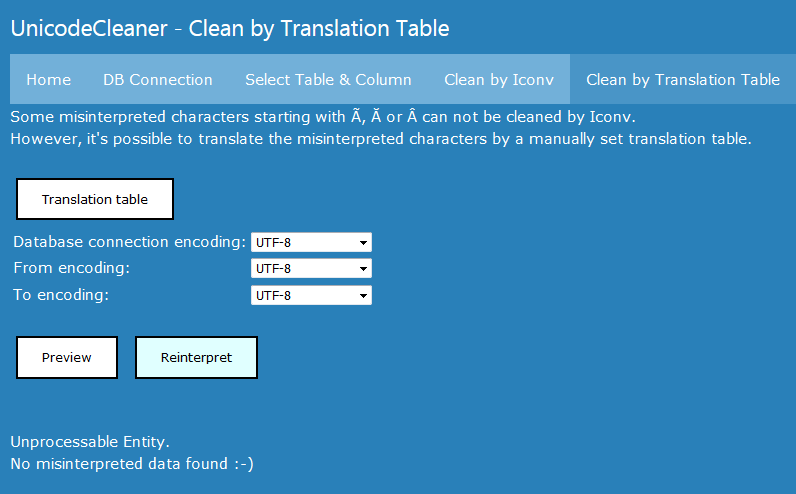 UnicodeCleaner - Clean by Translation Table
Home DB Connection Select Table & Column Clean by Iconv Clean by Translation Table
Some misinterpreted characters starting with Ã, Ă or Â can not be cleaned by Iconv.
However, it's possible to translate the misinterpreted characters by a manually set translation table.
Translation table
Database connection encoding: UTF-8
From encoding: UTF-8
To encoding: UTF-8
Preview Reinterpret
Unprocessable Entity.
No misinterpreted data found :-)